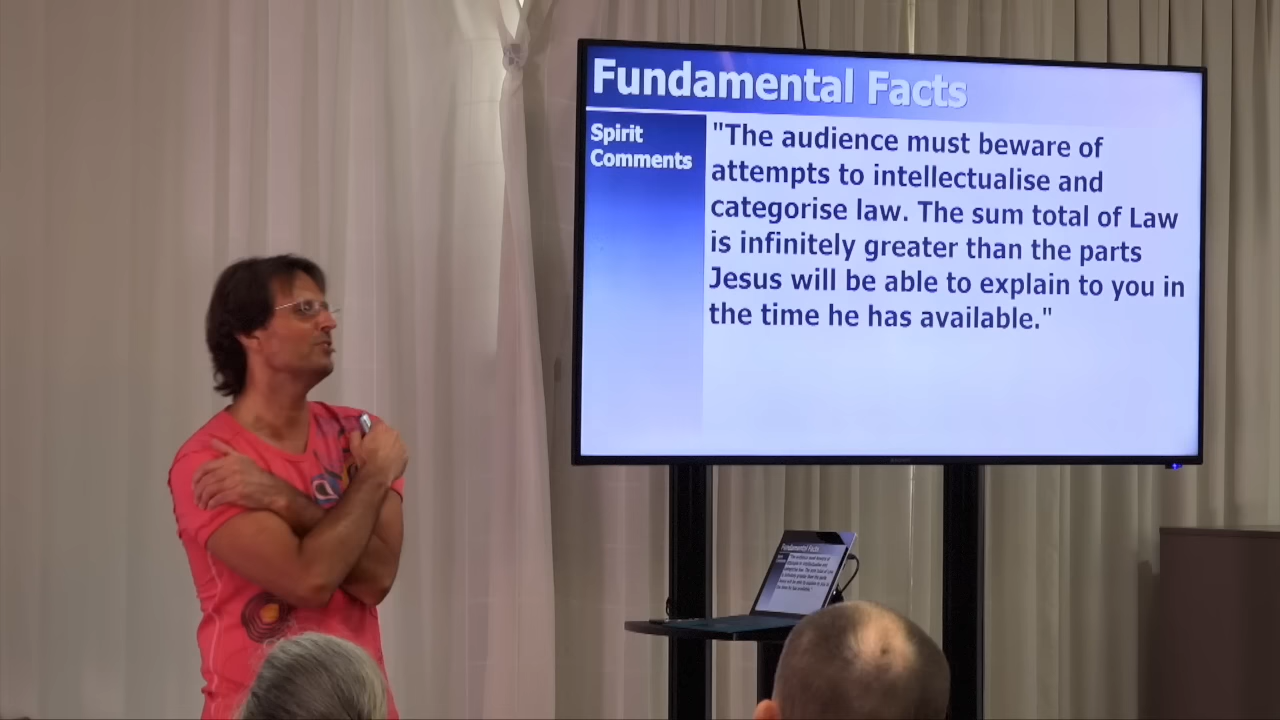 Fundamental Facts
Spirit
Comments
"The audience must beware of
attempts to intellectualise and
categorise law. The sum total of Law
is infinitely greater than the parts
Jesus will be able to explain to you in
the time he has available."
Fundamental Facts